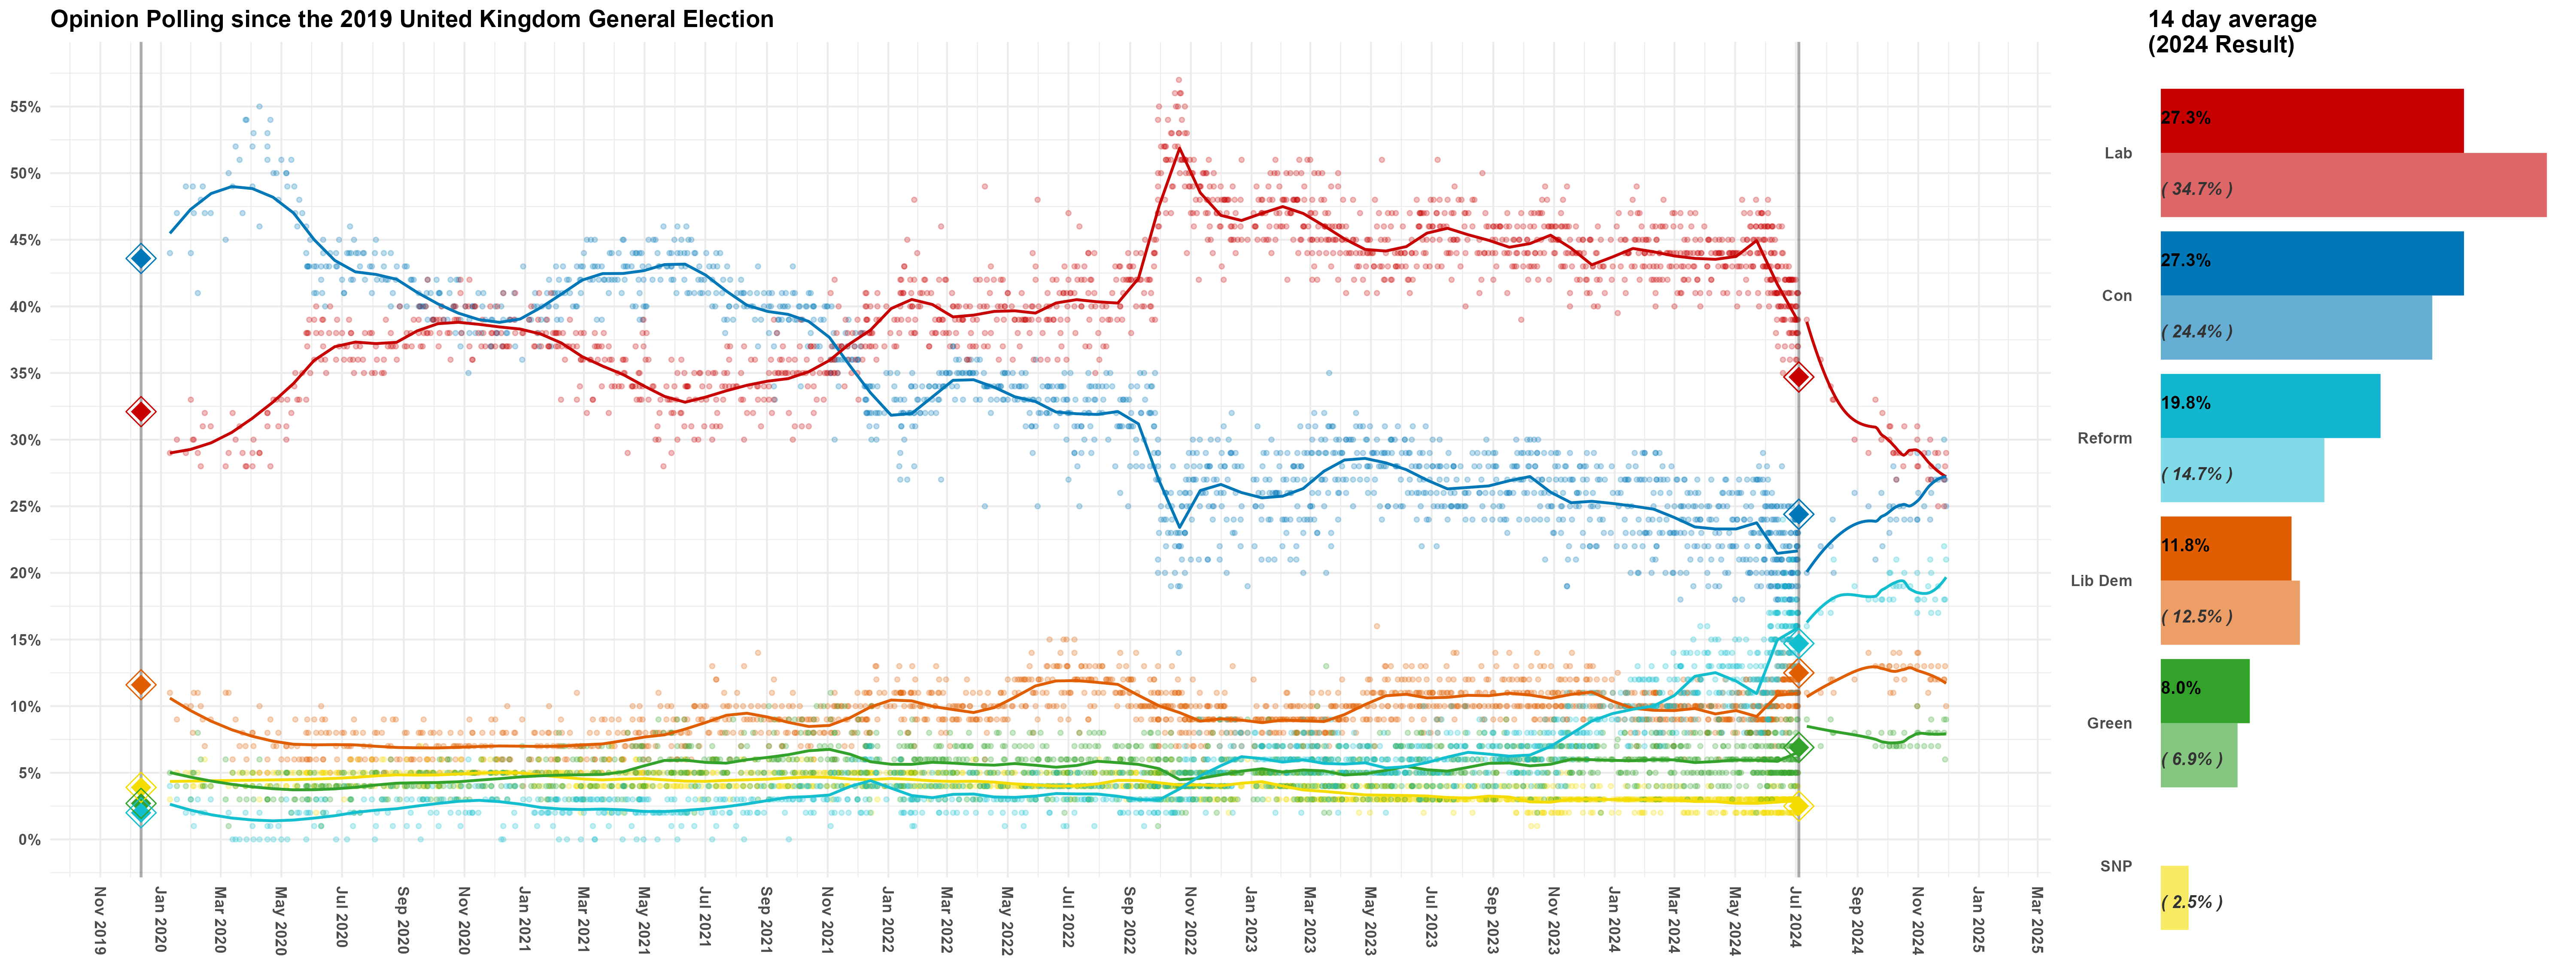 Opinion Polling since the 2019 United Kingdom General Election
55%
50%
45%
40%
35%
30%
25%
20%
15%
10%
5%
0%
Nov 2019
Jan 2020
Mar 2020
May 2020
Jul 2020
Sep 2020
Nov 2020
Jan 2021
Mar 2021
May 2021
Jul 2021
Sep 2021
Nov 2021
Jan 2022
Mar 2022
May 2022
Jul 2022
Sep 2022
Nov 2022
Jan 2023
Mar 2023
May 2023
Jul 2023
Sep 2023
Nov 2023
Jan 2024
Mar 2024
May 2024
Jul 2024
Sep 2024
Nov 2024
Jan 2025
Mar 2025
14 day average
(2024 Result)
Lab
27.3%
( 34.7% )
Con
27.3%
( 24.4% )
Reform
19.8%
( 14.7% )
Lib Dem
11.8%
( 12.5% )
Green
8.0%
( 6.9% )
SNP
( 2.5% )